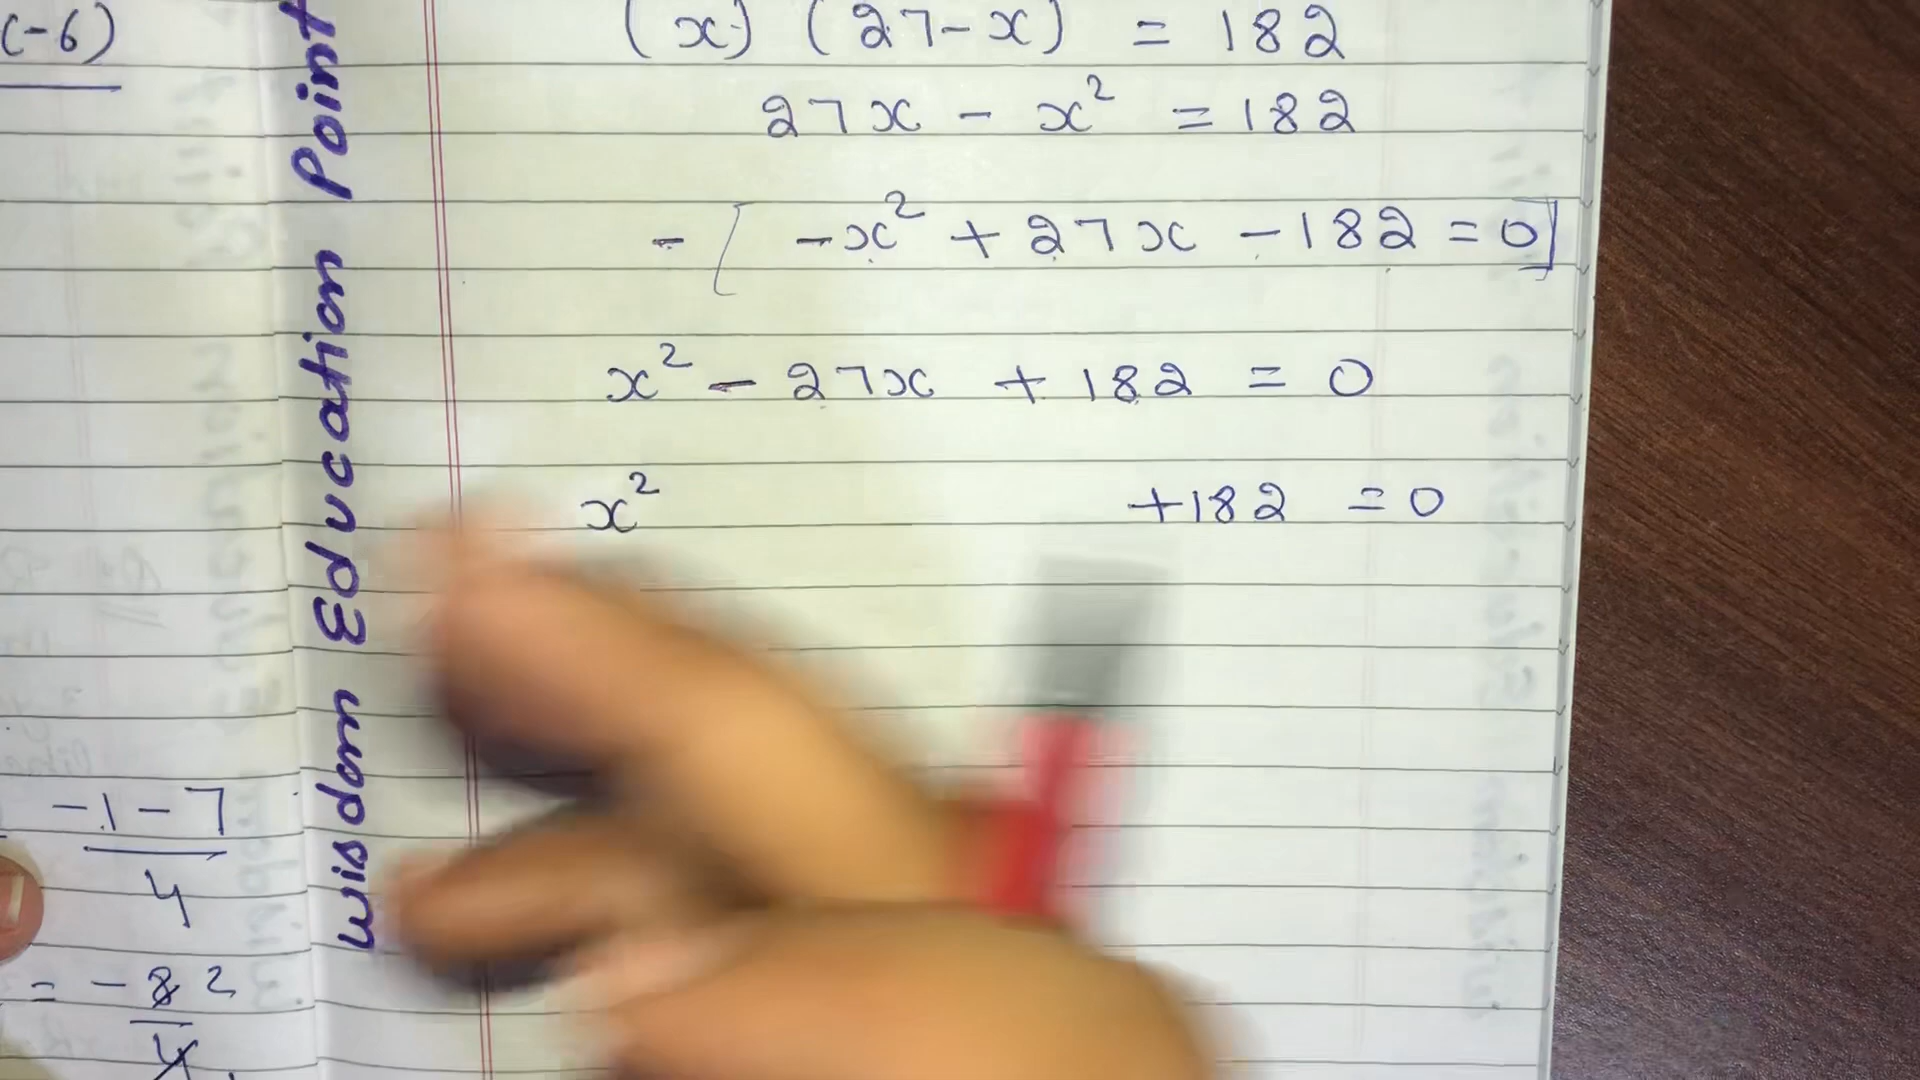 (-6)
(x) (27-x) = 182
27x - x² = 182
- [ -x² + 27x - 182 = 0]
x² - 27x + 182 = 0
x² +182 = 0
Wisdom Education Point
-1-7
4
= -8 2
4